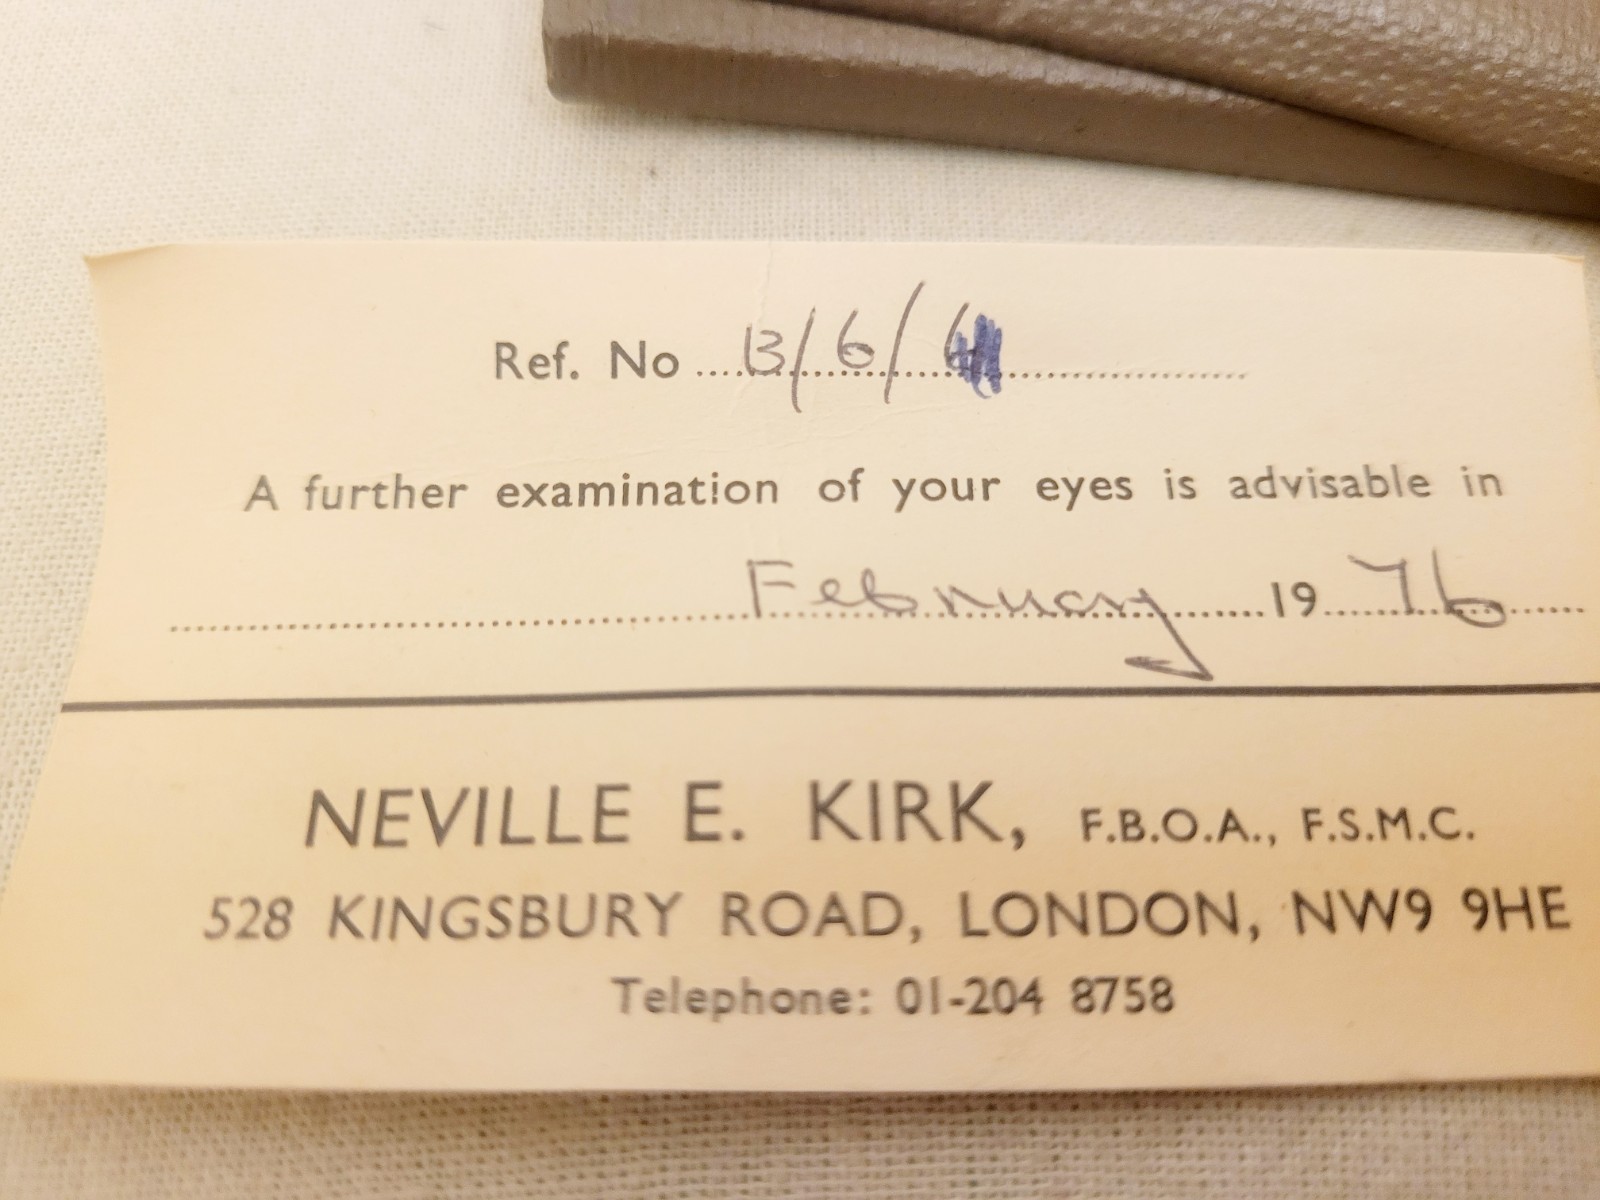 Ref. No ....13/6/
A further examination of your eyes is advisable in
February 1976
NEVILLE E. KIRK, F.B.O.A., F.S.M.C.
528 KINGSBURY ROAD, LONDON, NW9 9HE
Telephone: 01-204 8758